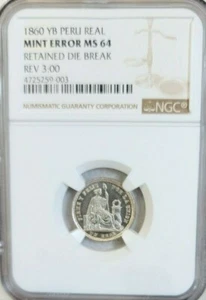 1860 YB PERU REAL
MINT ERROR MS 64
RETAINED DIE BREAK
REV 3:00
4725759-003
NUMISMATIC GUARANTY CORPORATION
NGC